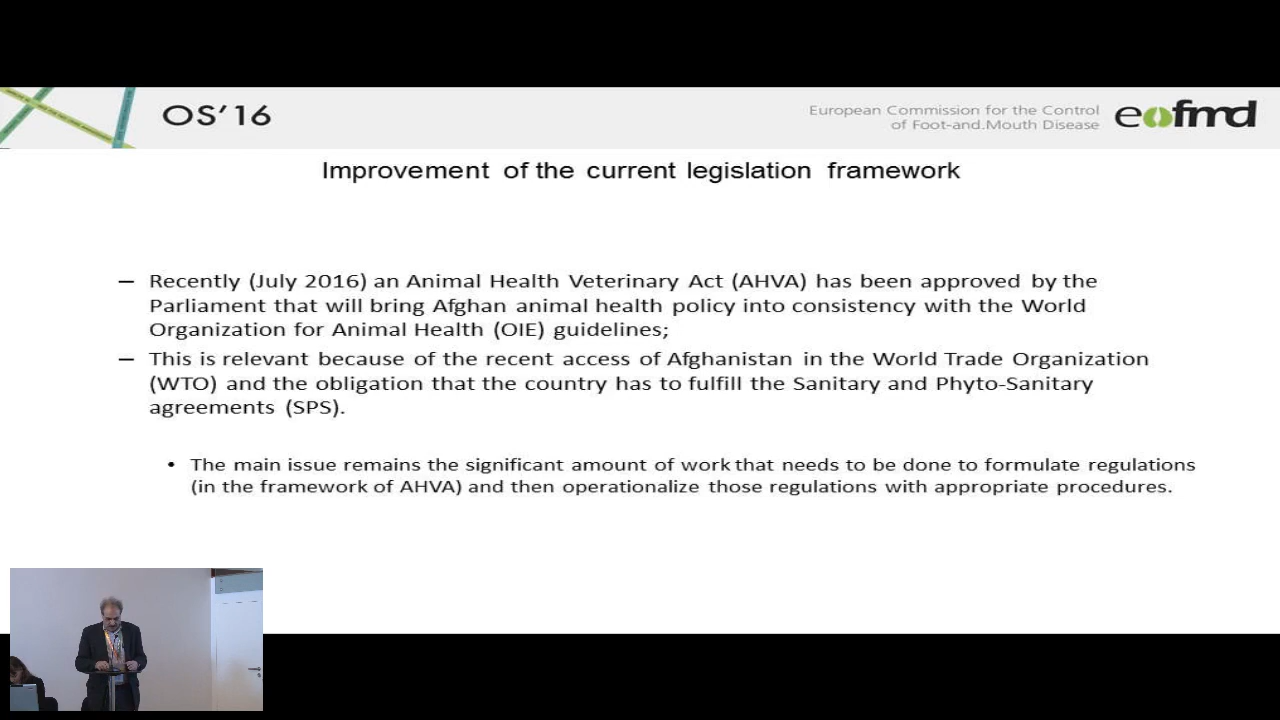 OS'16
European Commission for the Control
of Foot-and.Mouth Disease
eofmd
Improvement of the current legislation framework
– Recently (July 2016) an Animal Health Veterinary Act (AHVA) has been approved by the
Parliament that will bring Afghan animal health policy into consistency with the World
Organization for Animal Health (OIE) guidelines;
– This is relevant because of the recent access of Afghanistan in the World Trade Organization
(WTO) and the obligation that the country has to fulfill the Sanitary and Phyto-Sanitary
agreements (SPS).
• The main issue remains the significant amount of work that needs to be done to formulate regulations
(in the framework of AHVA) and then operationalize those regulations with appropriate procedures.